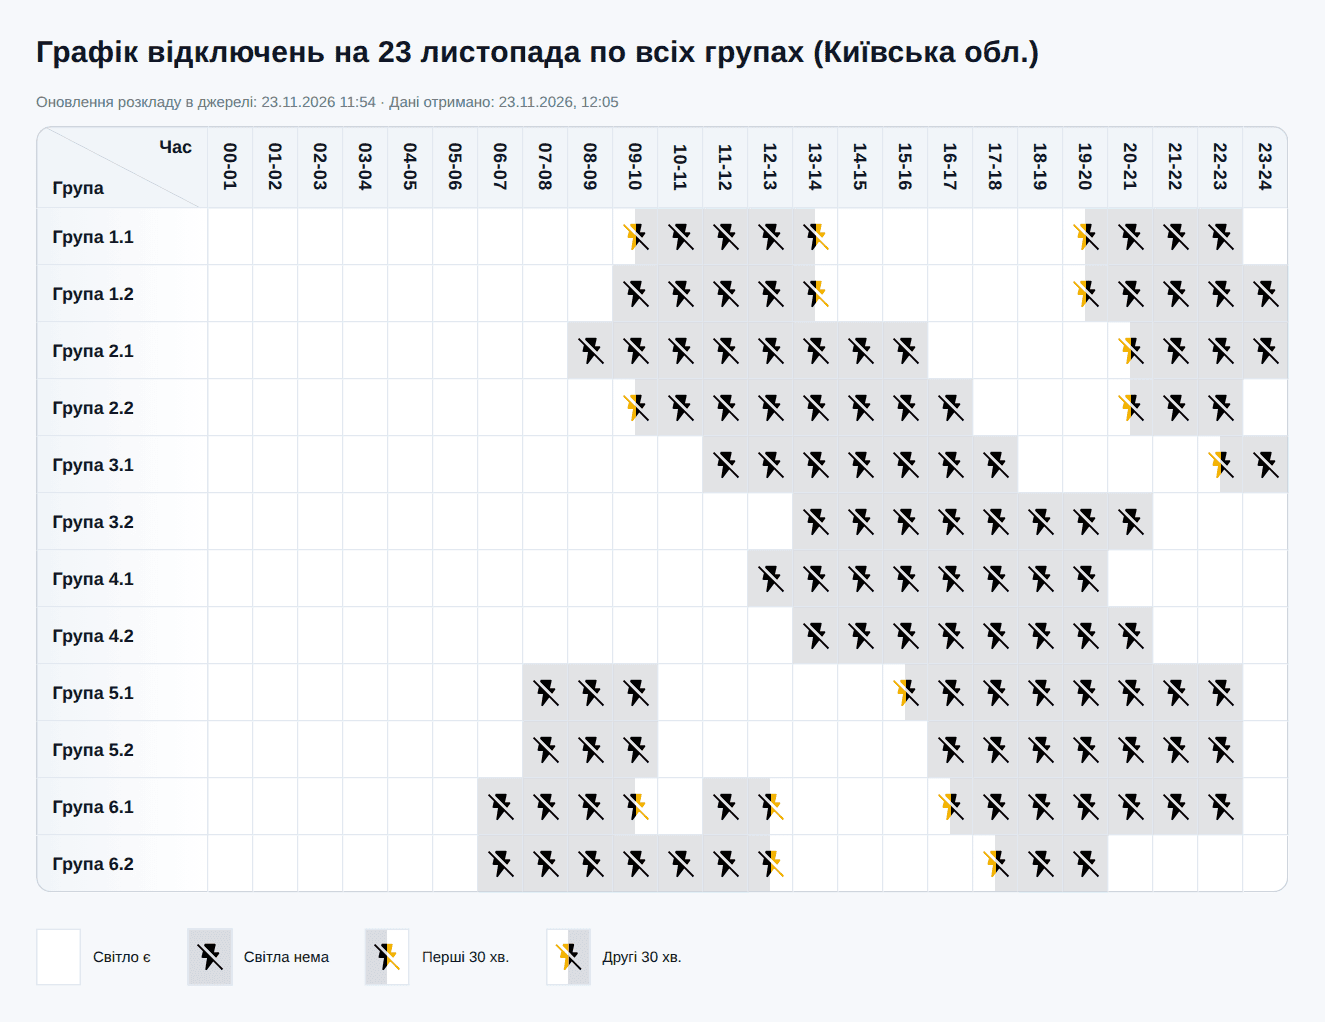 Графік відключень на 23 листопада по всіх групах (Київська обл.)
Оновлення розкладу в джерелі: 23.11.2026 11:54 · Дані отримано: 23.11.2026, 12:05
Час
Група
00-01 01-02 02-03 03-04 04-05 05-06 06-07 07-08 08-09 09-10 10-11 11-12 12-13 13-14 14-15 15-16 16-17 17-18 18-19 19-20 20-21 21-22 22-23 23-24
Група 1.1
Група 1.2
Група 2.1
Група 2.2
Група 3.1
Група 3.2
Група 4.1
Група 4.2
Група 5.1
Група 5.2
Група 6.1
Група 6.2
Світло є Світла нема Перші 30 хв. Другі 30 хв.